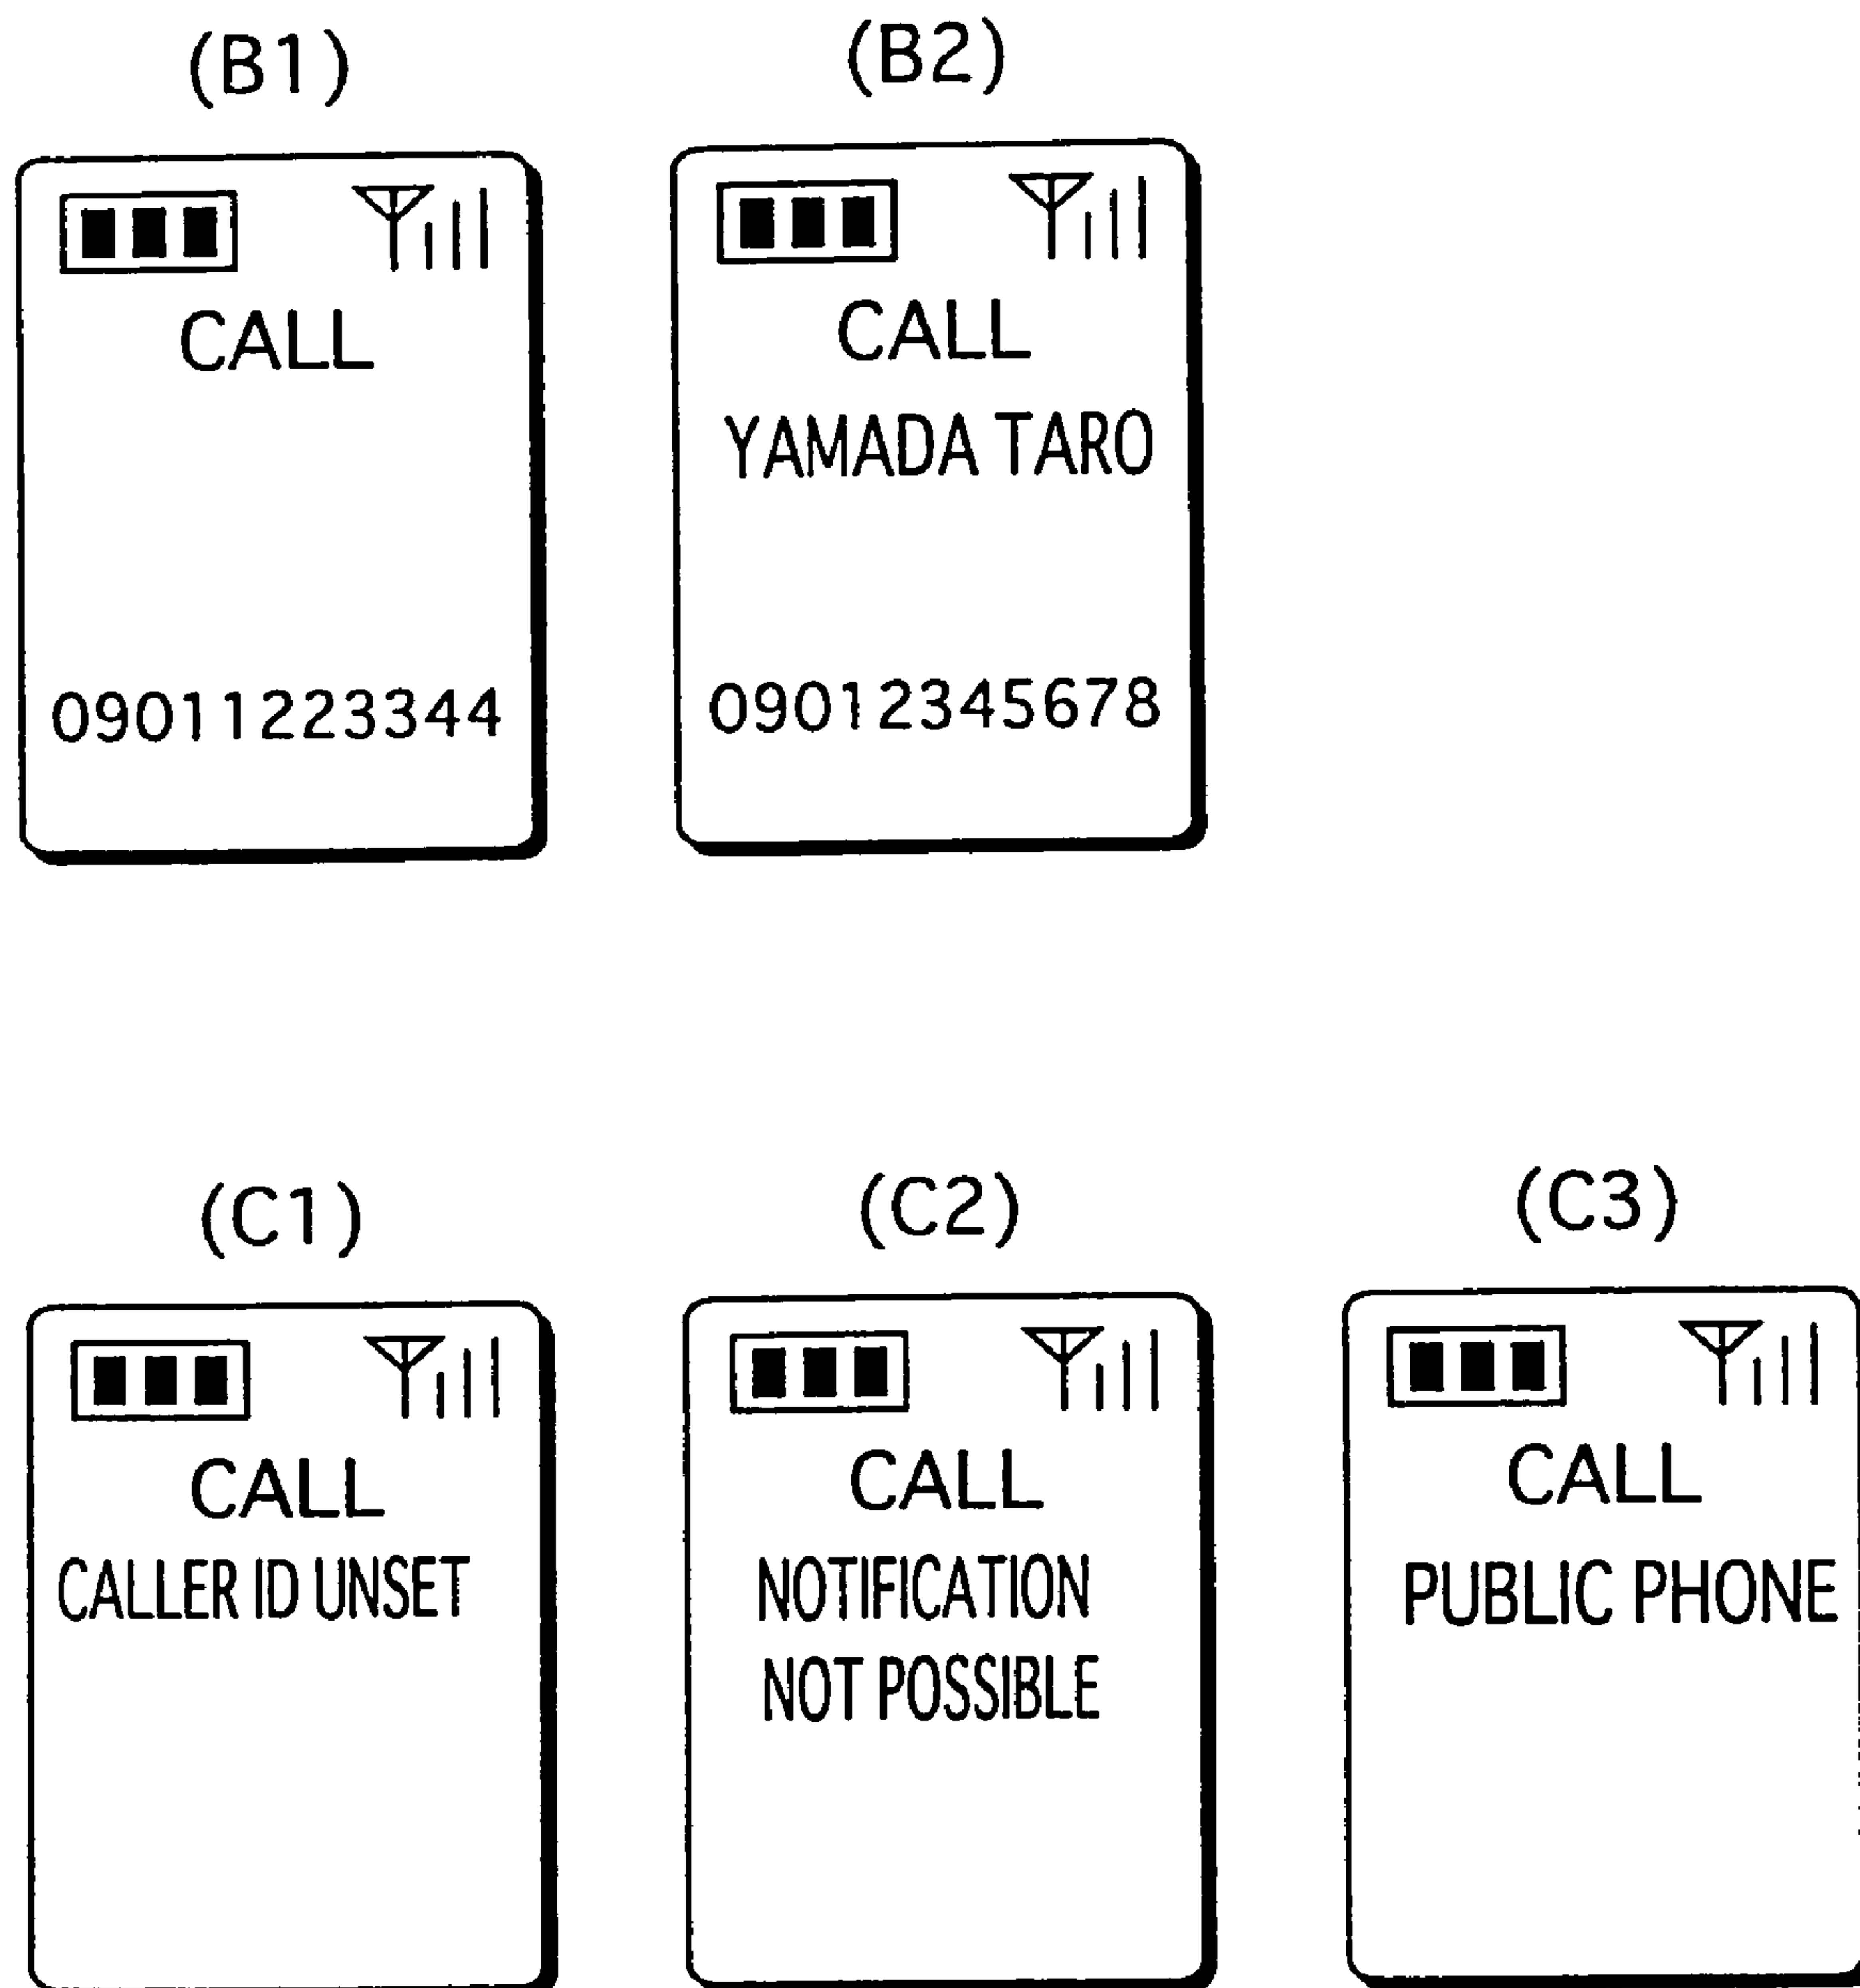 (B1)
CALL
09011223344
(B2)
CALL
YAMADA TARO
09012345678
(C1)
CALL
CALLER ID UNSET
(C2)
CALL
NOTIFICATION
NOT POSSIBLE
(C3)
CALL
PUBLIC PHONE